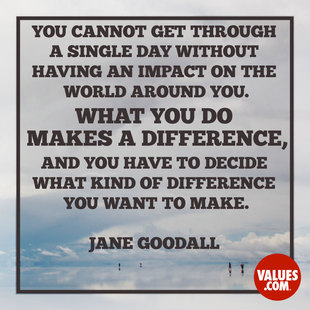 YOU CANNOT GET THROUGH
A SINGLE DAY WITHOUT
HAVING AN IMPACT ON THE
WORLD AROUND YOU.
WHAT YOU DO
MAKES A DIFFERENCE,
AND YOU HAVE TO DECIDE
WHAT KIND OF DIFFERENCE
YOU WANT TO MAKE.
JANE GOODALL
VALUES
.COM